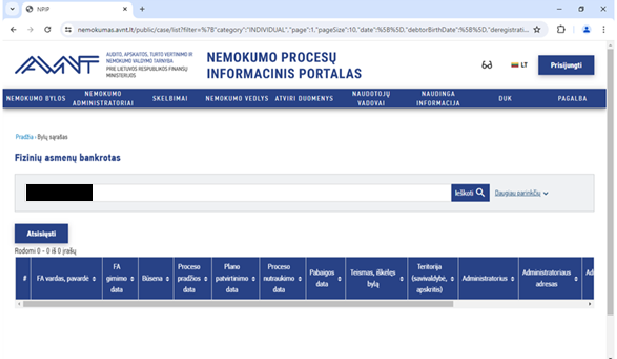 NPIP
nemokumas.avnt.lt/public/case/list?filter=%7B"category":"INDIVIDUAL","page":1,"pageSize":10,"date":%5B%5D,"debtorBirthDate":%5B%5D,"deregistrati...
AVNT
AUDITO, APSKAITOS, TURTO VERTINIMO IR
NEMOKUMO VALDYMO TARNYBA
PRIE LIETUVOS RESPUBLIKOS FINANSŲ
MINISTERIJOS
NEMOKUMO PROCESŲ
INFORMACINIS PORTALAS
LT
Prisijungti
NEMOKUMO BYLOS
NEMOKUMO
ADMINISTRATORIAI
SKELBIMAI
NEMOKUMO VEDLYS
ATVIRI DUOMENYS
NAUDOTOJŲ
VADOVAI
NAUDINGA
INFORMACIJA
DUK
PAGALBA
Pradžia - Bylų sąrašas
Fizinių asmenų bankrotas
Ieškoti
Daugiau parinkčių
Atsisiųsti
Rodomi 0 - 0 iš 0 įrašų
#
FA vardas, pavardė
FA
gimimo
data
Būsena
Proceso
pradžios
data
Plano
patvirtinimo
data
Proceso
nutraukimo
data
Pabaigos
data
Teismas, iškėlęs
bylą
Teritorija
(savivaldybė,
apskritis)
Administratorius
Administratoriaus
adresas